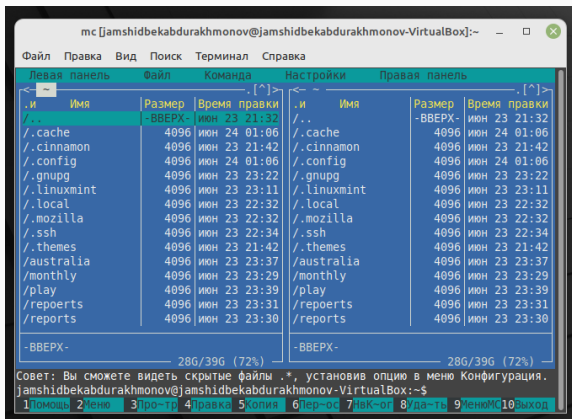 mc [jamshidbekabdurakhmonov@jamshidbekabdurakhmonov-VirtualBox]:~
Файл Правка Вид Поиск Терминал Справка
Левая панель Файл Команда Настройки Правая панель
<— ~ .[^]> <— ~ .[^]>
.и Имя Размер Время правки .и Имя Размер Время правки
/.. -ВВЕРХ- июн 23 21:32 /.. -ВВЕРХ- июн 23 21:32
/.cache 4096 июн 24 01:06 /.cache 4096 июн 24 01:06
/.cinnamon 4096 июн 23 21:42 /.cinnamon 4096 июн 23 21:42
/.config 4096 июн 24 01:06 /.config 4096 июн 24 01:06
/.gnupg 4096 июн 23 23:22 /.gnupg 4096 июн 23 23:22
/.linuxmint 4096 июн 23 23:11 /.linuxmint 4096 июн 23 23:11
/.local 4096 июн 23 22:32 /.local 4096 июн 23 22:32
/.mozilla 4096 июн 23 22:32 /.mozilla 4096 июн 23 22:32
/.ssh 4096 июн 23 22:34 /.ssh 4096 июн 23 22:34
/.themes 4096 июн 23 21:42 /.themes 4096 июн 23 21:42
/australia 4096 июн 23 23:37 /australia 4096 июн 23 23:37
/monthly 4096 июн 23 23:29 /monthly 4096 июн 23 23:29
/play 4096 июн 23 23:39 /play 4096 июн 23 23:39
/repoerts 4096 июн 23 23:31 /repoerts 4096 июн 23 23:31
/reports 4096 июн 23 23:30 /reports 4096 июн 23 23:30
-ВВЕРХ- -ВВЕРХ-
28G/39G (72%) 28G/39G (72%)
Совет: Вы сможете видеть скрытые файлы .*, установив опцию в меню Конфигурация.
jamshidbekabdurakhmonov@jamshidbekabdurakhmonov-VirtualBox:~$
1Помощь 2Меню 3Про~тр 4Правка 5Копия 6Пер~ос 7НвК~ог 8Уда~ть 9МенюМС 10Выход